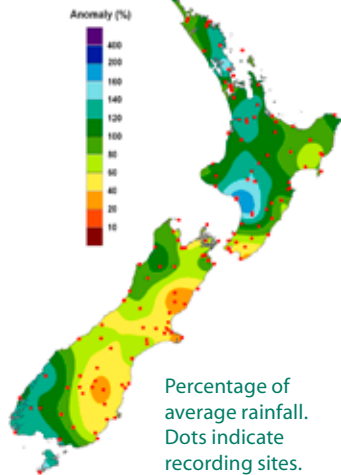 Anomaly (%)
400
200
160
140
120
100
80
60
40
20
10
Percentage of
average rainfall.
Dots indicate
recording sites.